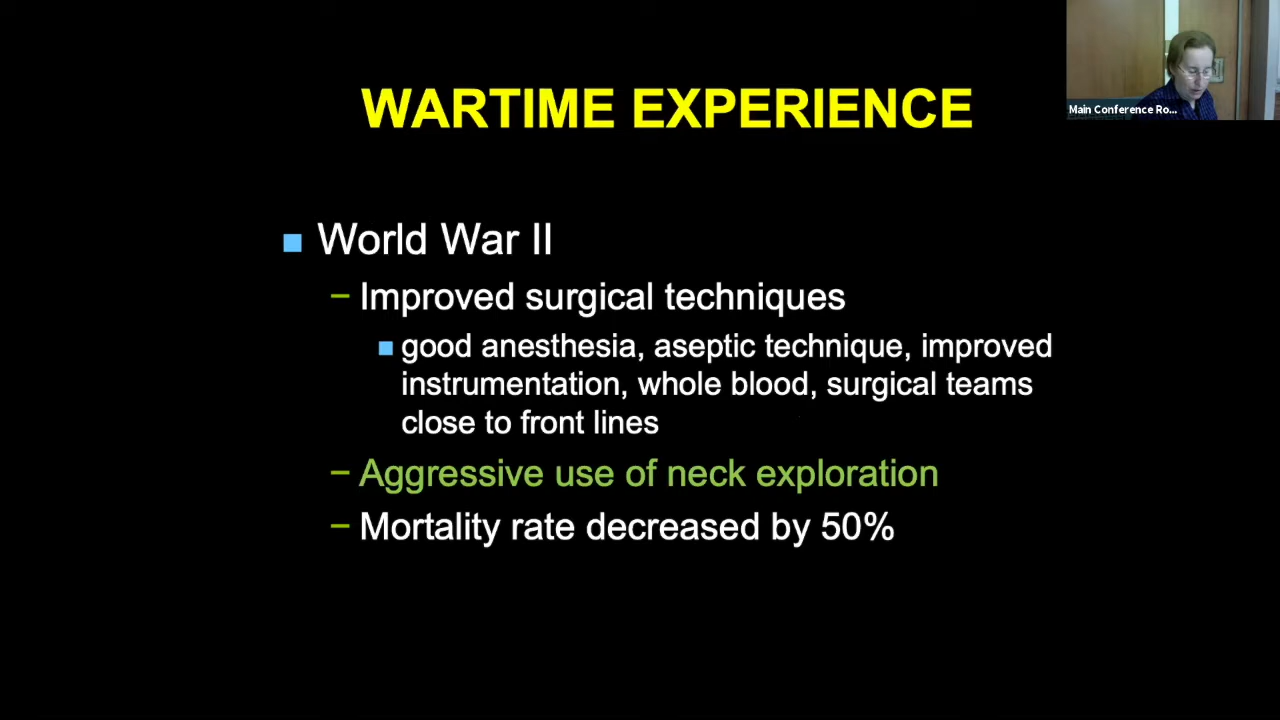 WARTIME EXPERIENCE
Main Conference Ro...
World War II
– Improved surgical techniques
good anesthesia, aseptic technique, improved
instrumentation, whole blood, surgical teams
close to front lines
– Aggressive use of neck exploration
– Mortality rate decreased by 50%